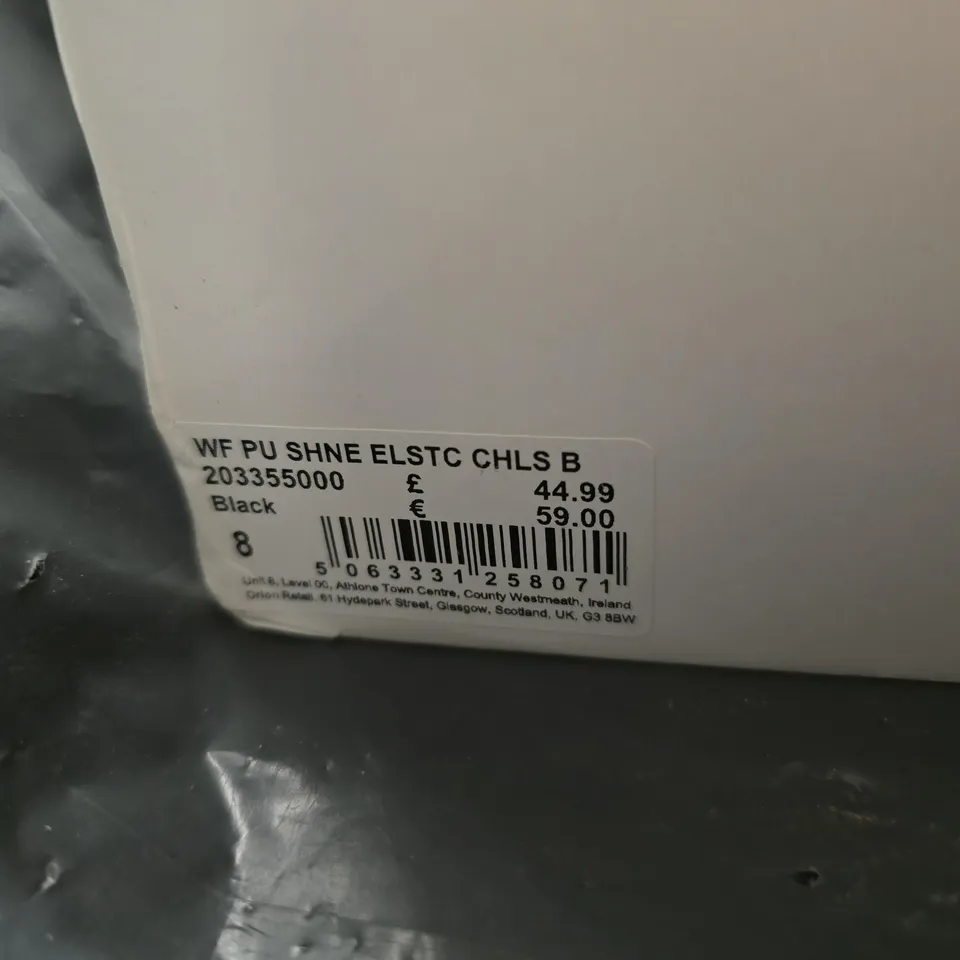 WF PU SHNE ELSTC CHLS B
203355000 £ 44.99
Black € 59.00
8
5 063331 258071
Unit 8, Level 00, Athlone Town Centre, County Westmeath, Ireland
Orion Retail, 61 Hydepark Street, Glasgow, Scotland, UK, G3 8BW